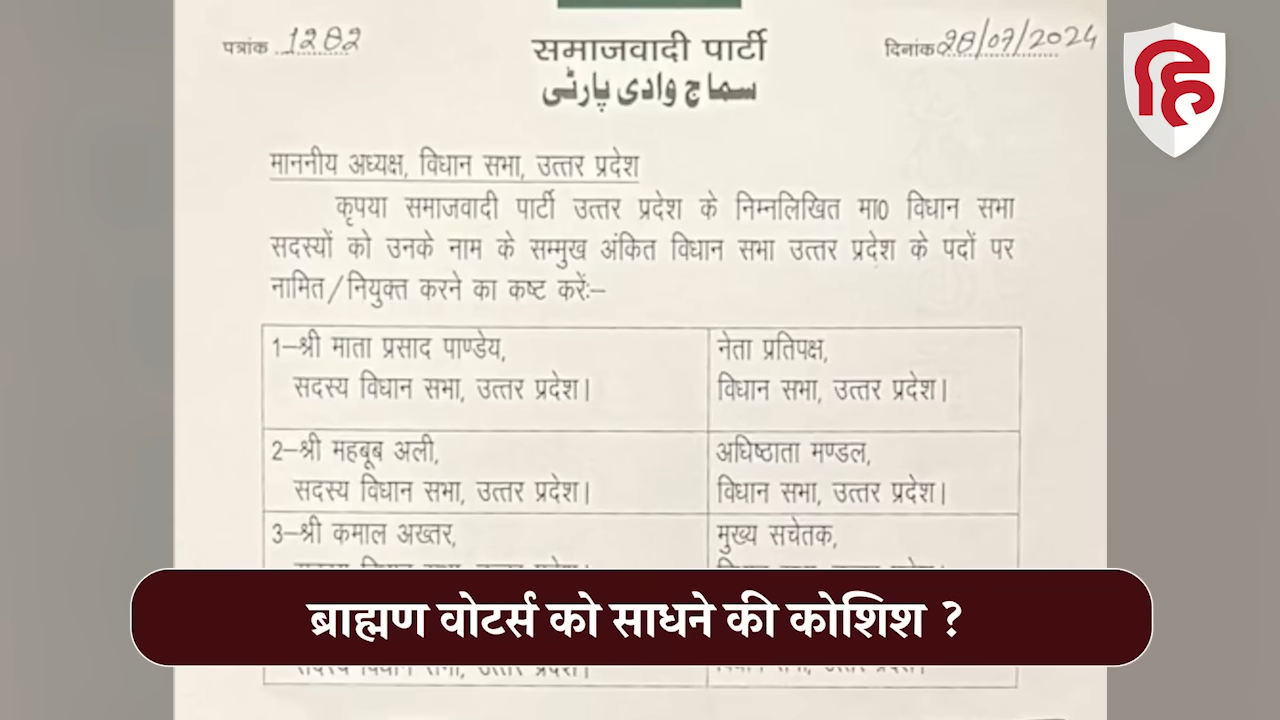 पत्रांक 1282
समाजवादी पार्टी
दिनांक 28/07/2024
سماج وادی پارٹی
हि
माननीय अध्यक्ष, विधान सभा, उत्तर प्रदेश
कृपया समाजवादी पार्टी उत्तर प्रदेश के निम्नलिखित मा0 विधान सभा
सदस्यों को उनके नाम के सम्मुख अंकित विधान सभा उत्तर प्रदेश के पदों पर
नामित/नियुक्त करने का कष्ट करें:–
1–श्री माता प्रसाद पाण्डेय,
सदस्य विधान सभा, उत्तर प्रदेश।
नेता प्रतिपक्ष,
विधान सभा, उत्तर प्रदेश।
2–श्री महबूब अली,
सदस्य विधान सभा, उत्तर प्रदेश।
अधिष्ठाता मण्डल,
विधान सभा, उत्तर प्रदेश।
3–श्री कमाल अख्तर,
मुख्य सचेतक,
ब्राह्मण वोटर्स को साधने की कोशिश ?